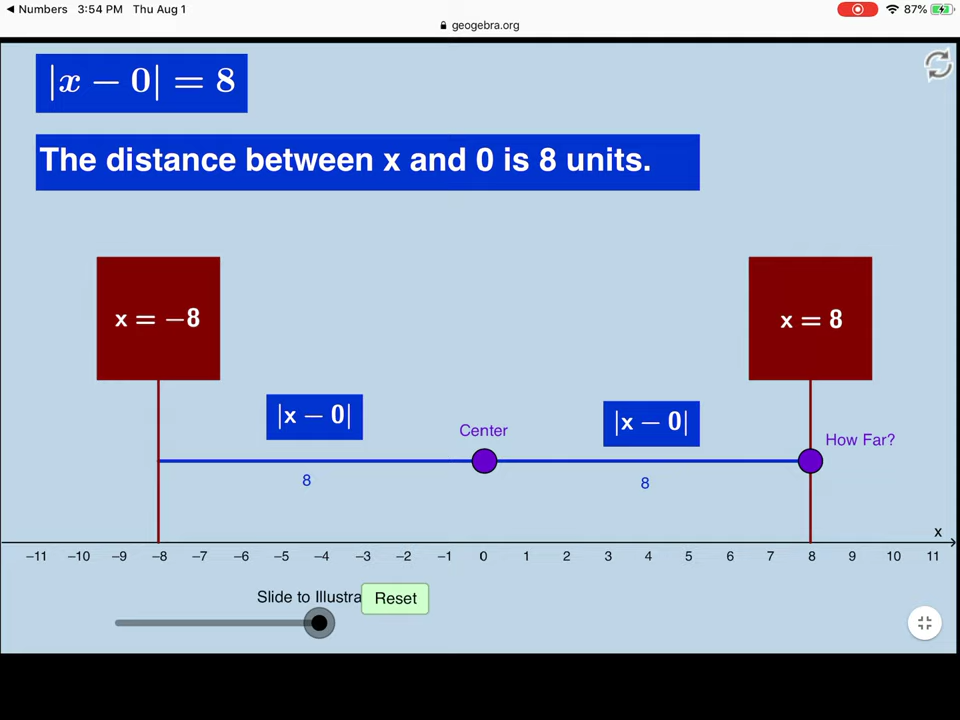 Numbers 3:54 PM Thu Aug 1 87%
geogebra.org
|x − 0| = 8
The distance between x and 0 is 8 units.
x = −8
x = 8
|x − 0|
|x − 0|
Center
How Far?
8
8
x
−11 −10 −9 −8 −7 −6 −5 −4 −3 −2 −1 0 1 2 3 4 5 6 7 8 9 10 11
Slide to Illustra
Reset